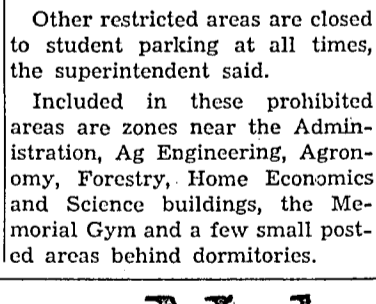 Other restricted areas are closed
to student parking at all times,
the superintendent said.
Included in these prohibited
areas are zones near the Admin-
istration, Ag Engineering, Agron-
omy, Forestry, Home Economics
and Science buildings, the Me-
morial Gym and a few small post-
ed areas behind dormitories.